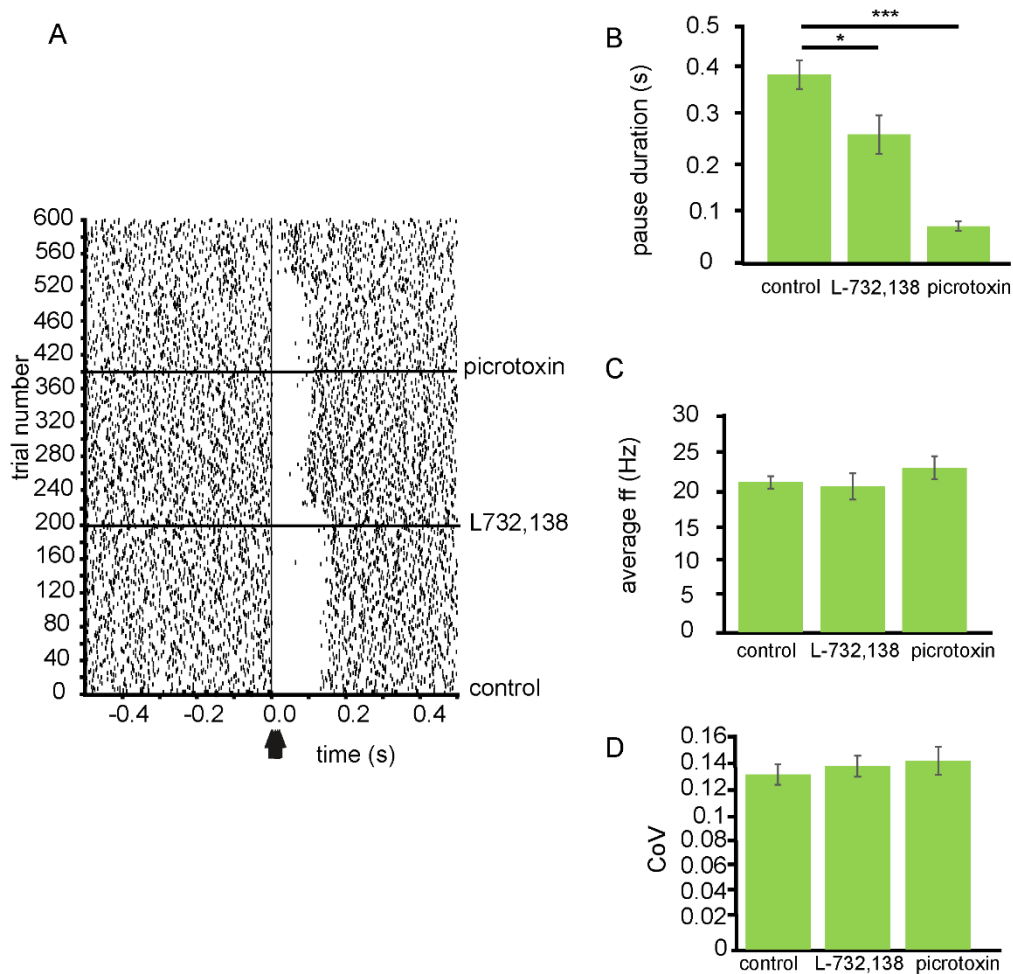 A
600
560
520
460
420
360
320
280
240
200
120
80
40
0
trial number
picrotoxin
L732,138
control
-0.4
-0.2
0.0
0.2
0.4
time (s)
B
***
*
0.5
0.4
0.3
0.2
0.1
0
pause duration (s)
control
L-732,138
picrotoxin
C
30
25
20
15
10
5
0
average ff (Hz)
control
L-732,138
picrotoxin
D
0.16
0.14
0.12
0.1
0.08
0.06
0.04
0.02
0
CoV
control
L-732,138
picrotoxin